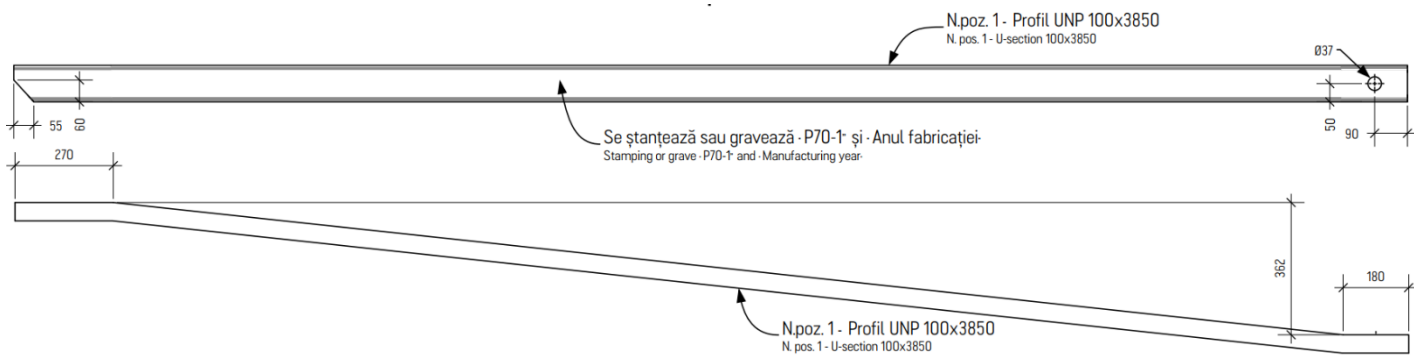 N.poz. 1 - Profil UNP 100x3850
N. pos. 1 - U-section 100x3850
Ø37
55
60
50
90
Se ștanțează sau gravează · P70-1" și · Anul fabricației·
Stamping or grave · P70-1" and · Manufacturing year·
270
362
180
N.poz. 1 - Profil UNP 100x3850
N. pos. 1 - U-section 100x3850